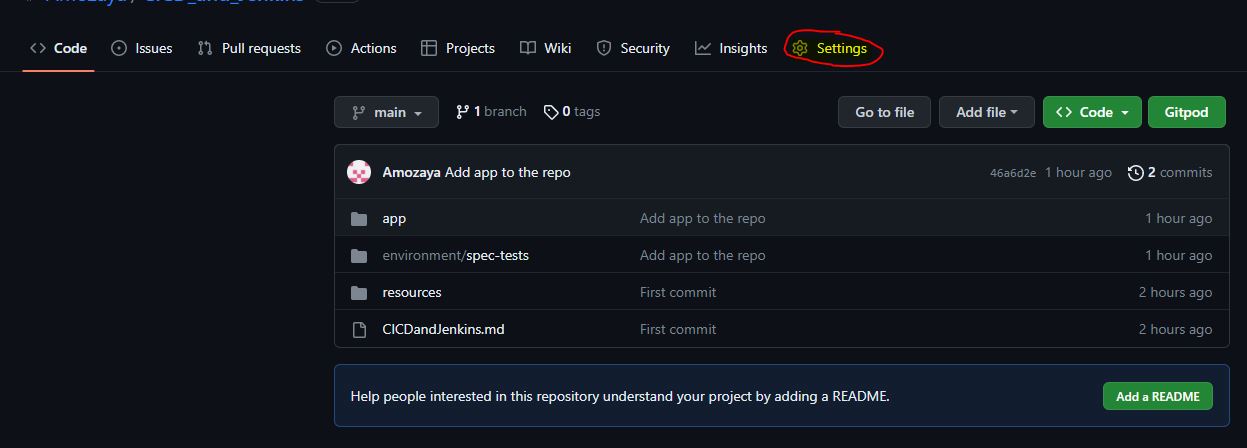 Code Issues Pull requests Actions Projects Wiki Security Insights Settings
main 1 branch 0 tags Go to file Add file Code Gitpod
Amozaya Add app to the repo 46a6d2e 1 hour ago 2 commits
app Add app to the repo 1 hour ago
environment/spec-tests Add app to the repo 1 hour ago
resources First commit 2 hours ago
CICDandJenkins.md First commit 2 hours ago
Help people interested in this repository understand your project by adding a README. Add a README